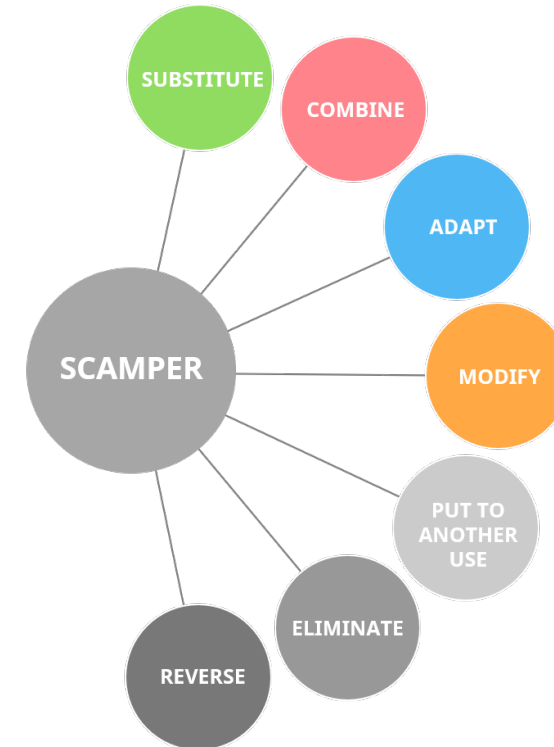 SUBSTITUTE
COMBINE
ADAPT
SCAMPER
MODIFY
PUT TO
ANOTHER
USE
ELIMINATE
REVERSE